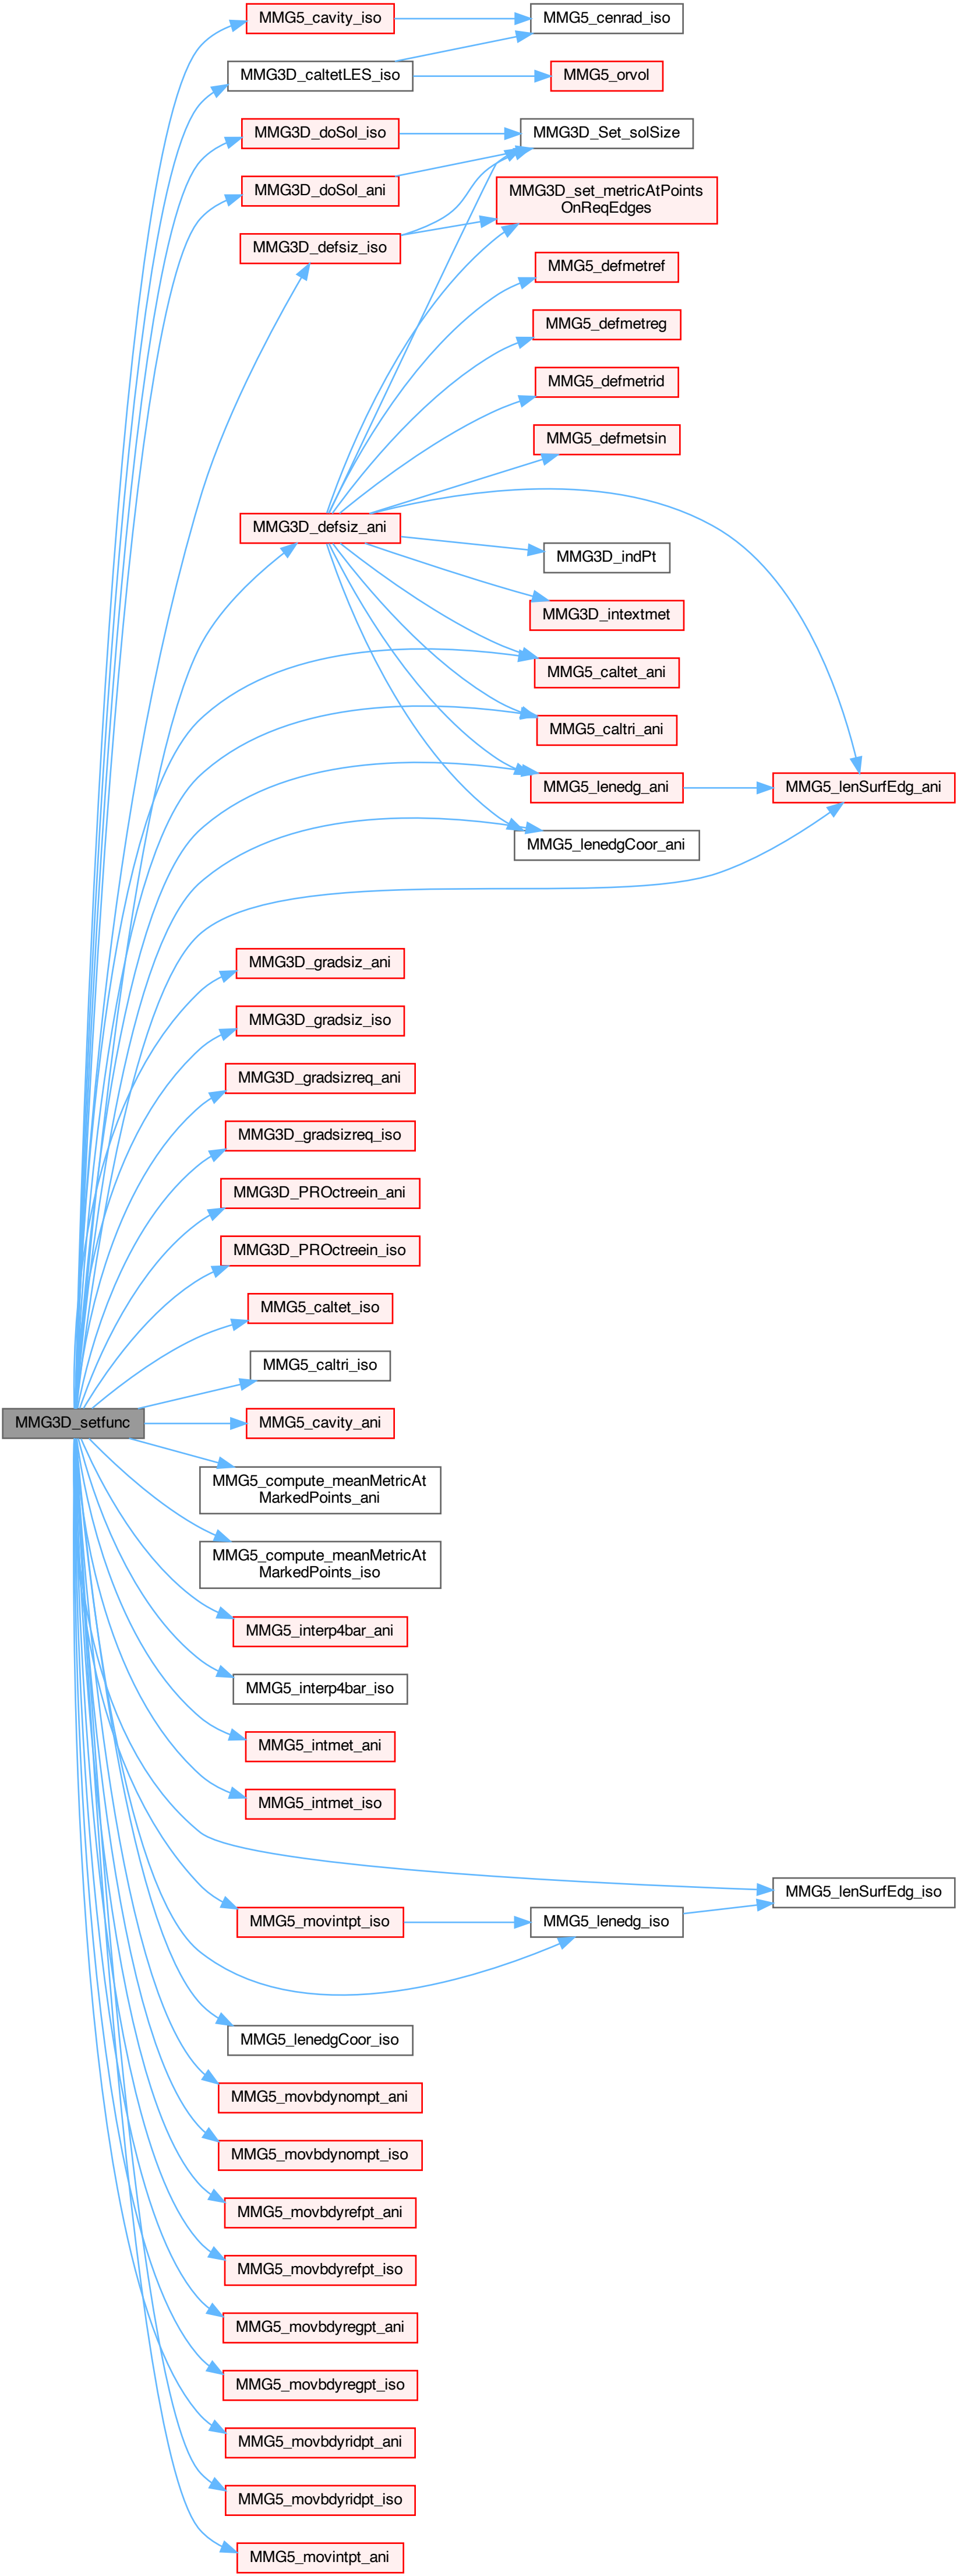 MMG5_cavity_iso
MMG5_cenrad_iso
MMG3D_caltetLES_iso
MMG5_orvol
MMG3D_doSol_iso
MMG3D_Set_solSize
MMG3D_doSol_ani
MMG3D_set_metricAtPoints
OnReqEdges
MMG3D_defsiz_iso
MMG5_defmetref
MMG5_defmetreg
MMG5_defmetrid
MMG5_defmetsin
MMG3D_defsiz_ani
MMG3D_indPt
MMG3D_intextmet
MMG5_caltet_ani
MMG5_caltri_ani
MMG5_lenedg_ani
MMG5_lenSurfEdg_ani
MMG5_lenedgCoor_ani
MMG3D_gradsiz_ani
MMG3D_gradsiz_iso
MMG3D_gradsizreq_ani
MMG3D_gradsizreq_iso
MMG3D_PROctreein_ani
MMG3D_PROctreein_iso
MMG5_caltet_iso
MMG5_caltri_iso
MMG3D_setfunc
MMG5_cavity_ani
MMG5_compute_meanMetricAt
MarkedPoints_ani
MMG5_compute_meanMetricAt
MarkedPoints_iso
MMG5_interp4bar_ani
MMG5_interp4bar_iso
MMG5_intmet_ani
MMG5_intmet_iso
MMG5_lenSurfEdg_iso
MMG5_movintpt_iso
MMG5_lenedg_iso
MMG5_lenedgCoor_iso
MMG5_movbdynompt_ani
MMG5_movbdynompt_iso
MMG5_movbdyrefpt_ani
MMG5_movbdyrefpt_iso
MMG5_movbdyregpt_ani
MMG5_movbdyregpt_iso
MMG5_movbdyridpt_ani
MMG5_movbdyridpt_iso
MMG5_movintpt_ani